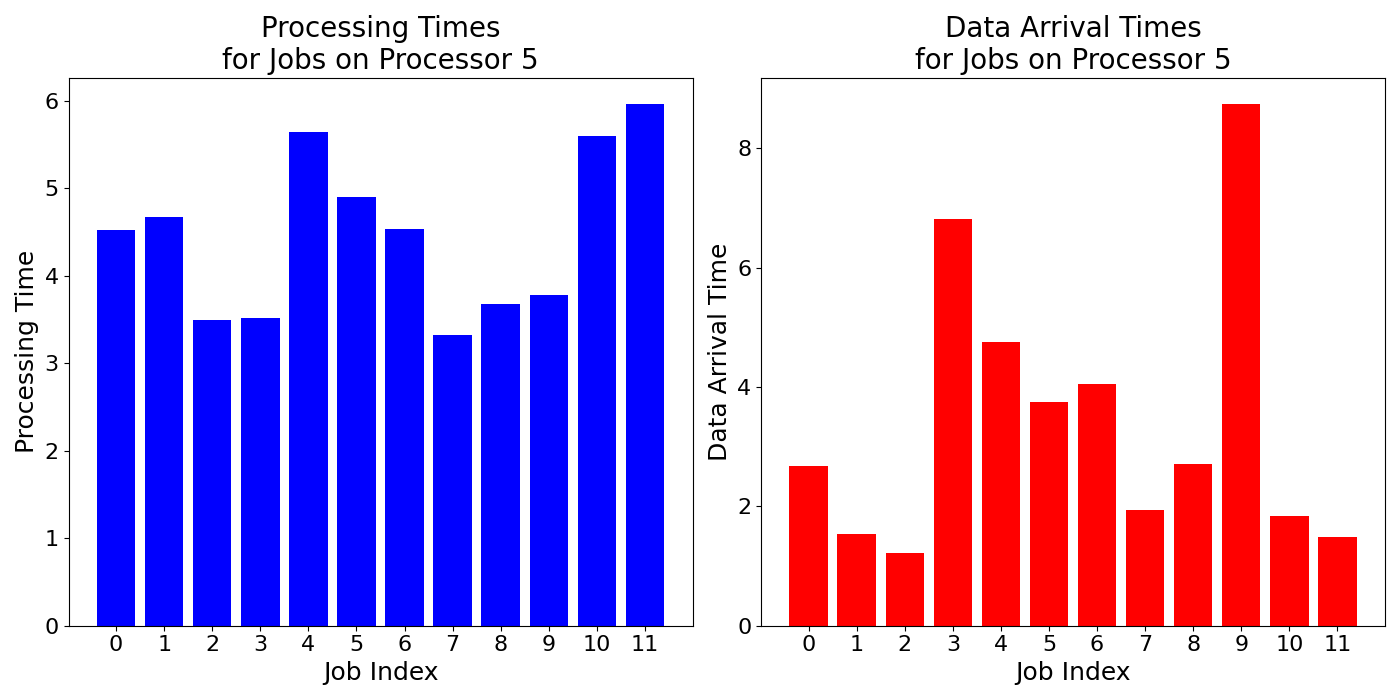 Processing Times
for Jobs on Processor 5
Processing Time
6
5
4
3
2
1
0
0 1 2 3 4 5 6 7 8 9 10 11
Job Index
Data Arrival Times
for Jobs on Processor 5
Data Arrival Time
8
6
4
2
0
0 1 2 3 4 5 6 7 8 9 10 11
Job Index